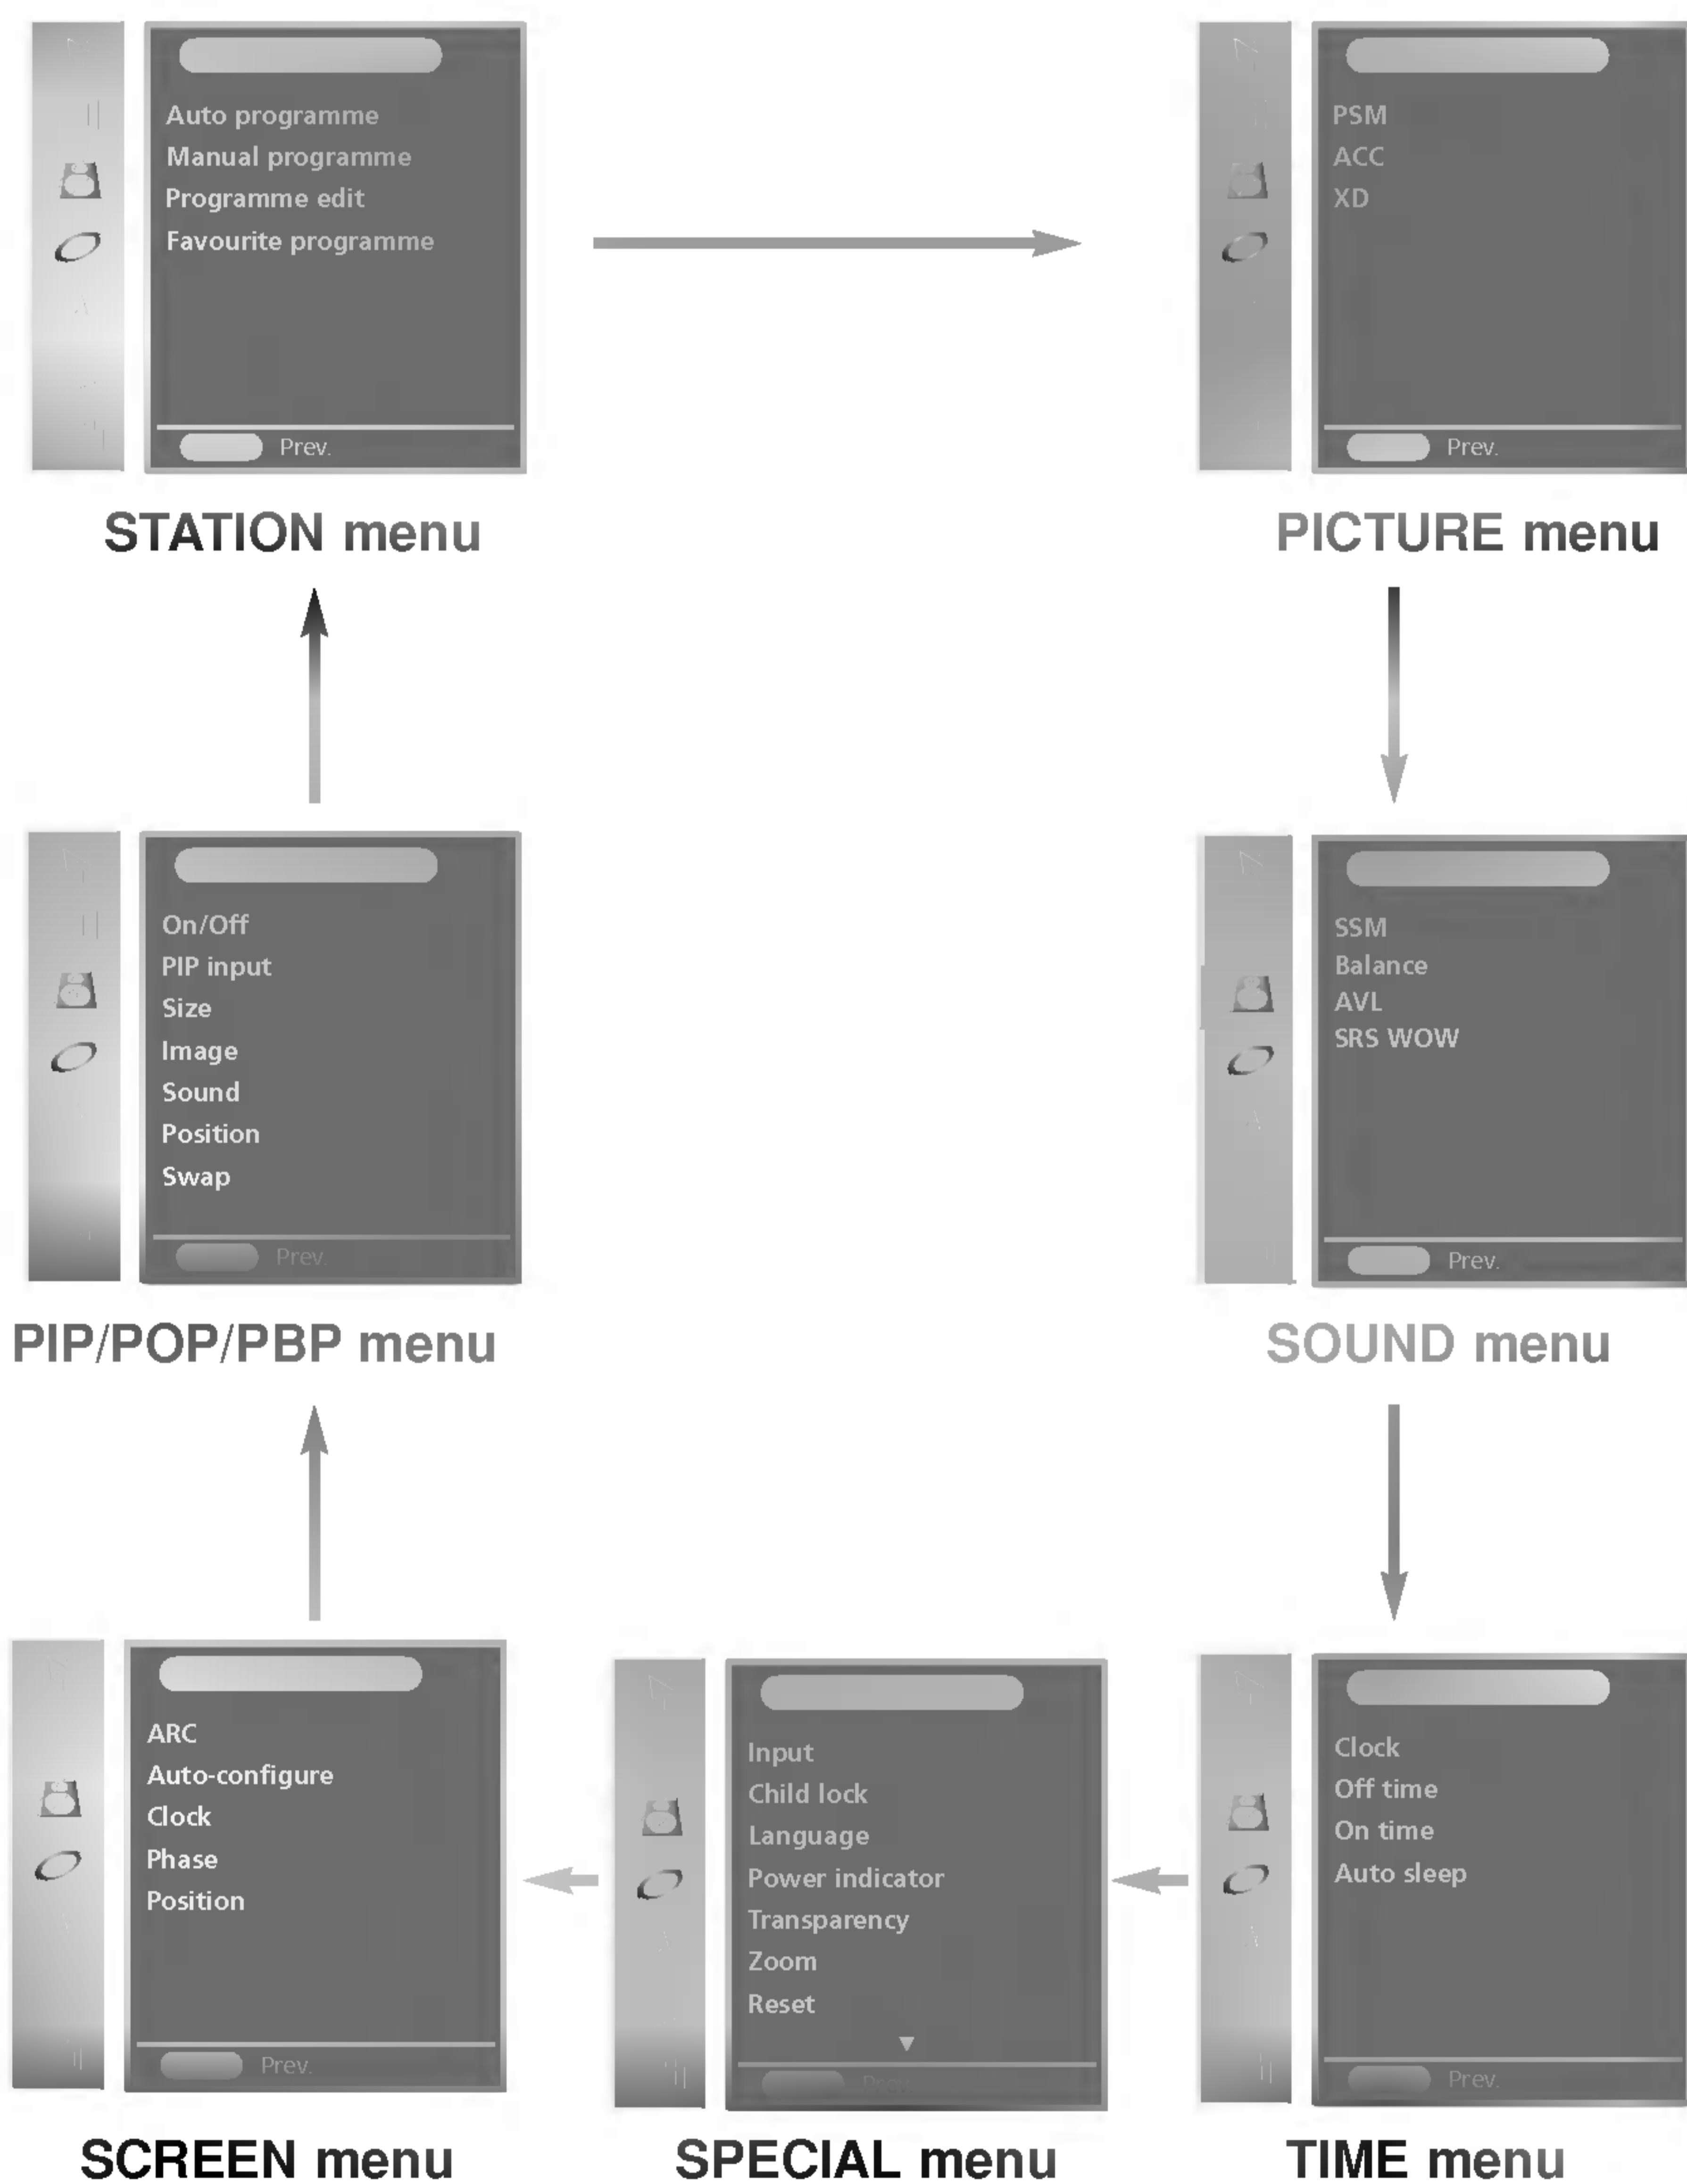 Auto programme
Manual programme
Programme edit
Favourite programme
Prev.
STATION menu
PSM
ACC
XD
Prev.
PICTURE menu
On/Off
PIP input
Size
Image
Sound
Position
Swap
Prev.
PIP/POP/PBP menu
SSM
Balance
AVL
SRS WOW
Prev.
SOUND menu
ARC
Auto-configure
Clock
Phase
Position
Prev.
SCREEN menu
Input
Child lock
Language
Power indicator
Transparency
Zoom
Reset
Prev.
SPECIAL menu
Clock
Off time
On time
Auto sleep
Prev.
TIME menu